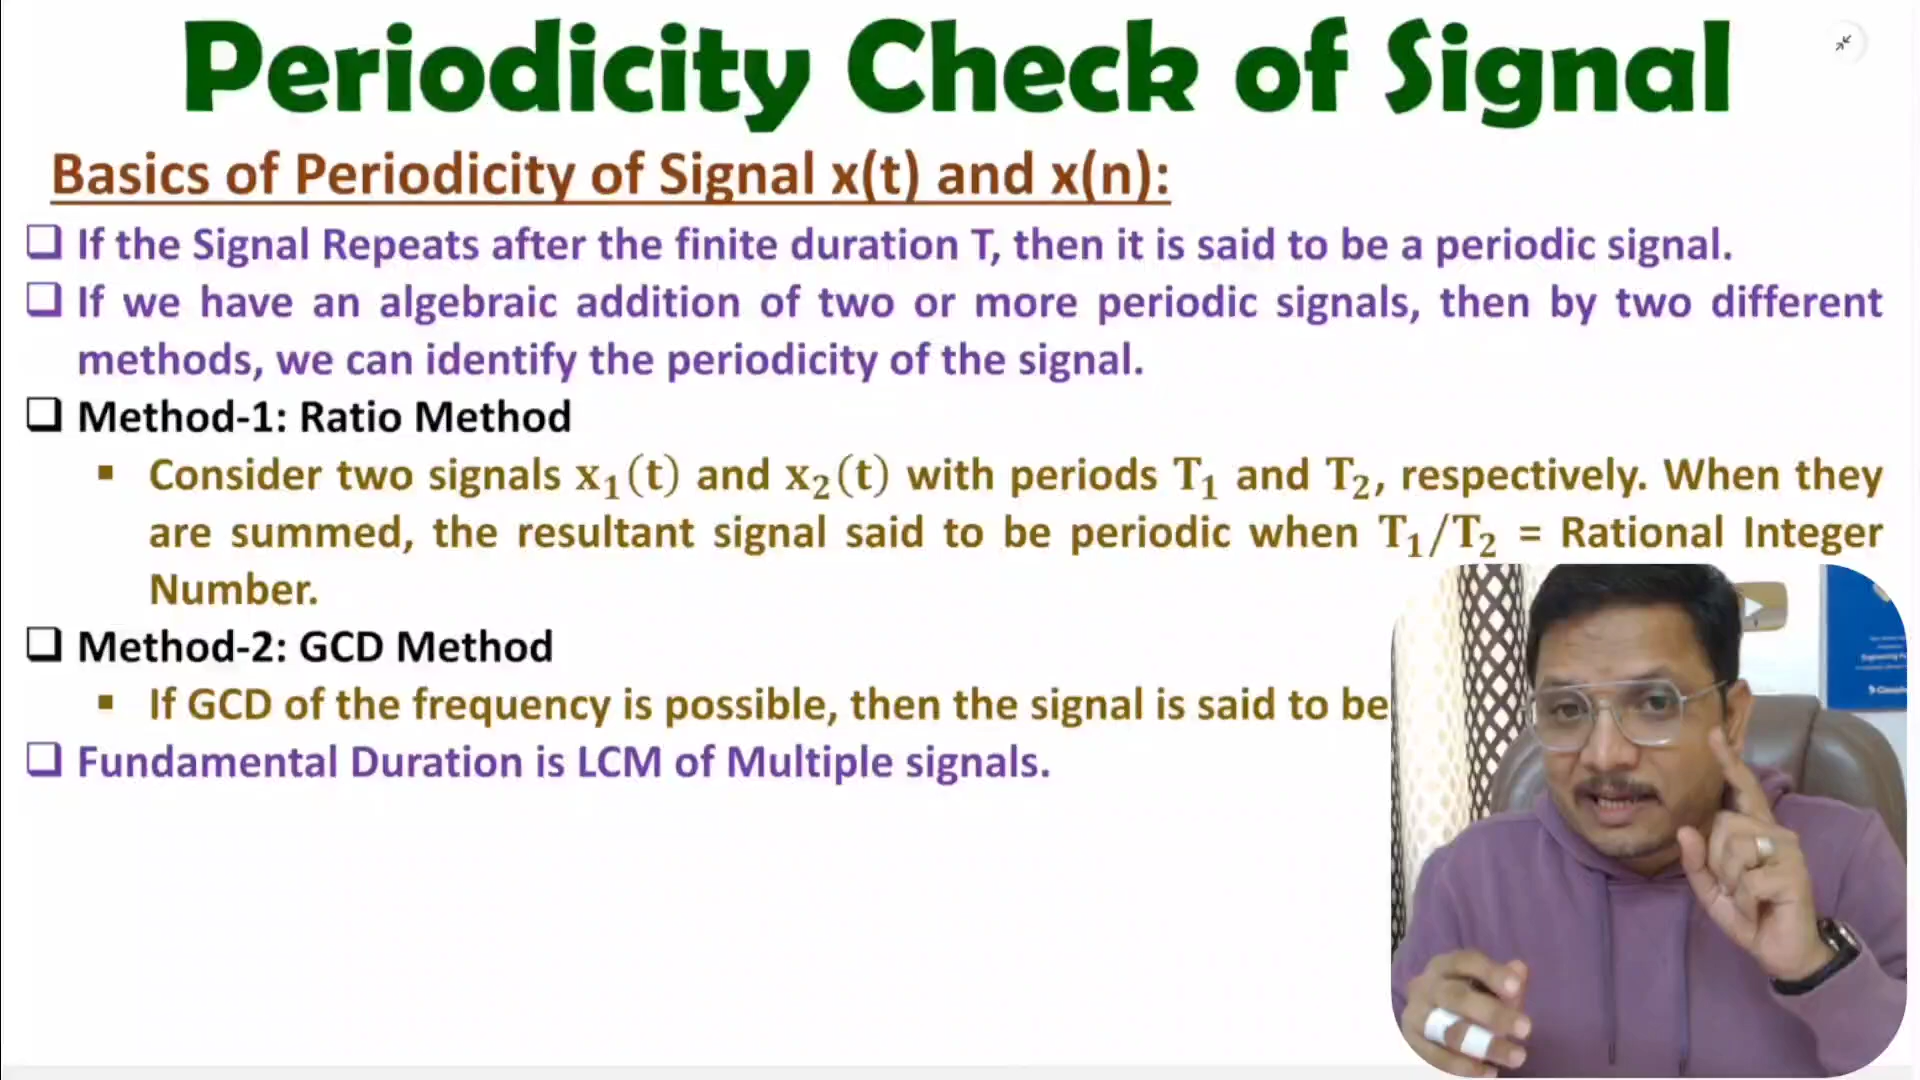 Periodicity Check of Signal
Basics of Periodicity of Signal x(t) and x(n):
❑ If the Signal Repeats after the finite duration T, then it is said to be a periodic signal.
❑ If we have an algebraic addition of two or more periodic signals, then by two different
methods, we can identify the periodicity of the signal.
❑ Method-1: Ratio Method
▪ Consider two signals x₁(t) and x₂(t) with periods T₁ and T₂, respectively. When they
are summed, the resultant signal said to be periodic when T₁/T₂ = Rational Integer
Number.
❑ Method-2: GCD Method
▪ If GCD of the frequency is possible, then the signal is said to be
❑ Fundamental Duration is LCM of Multiple signals.